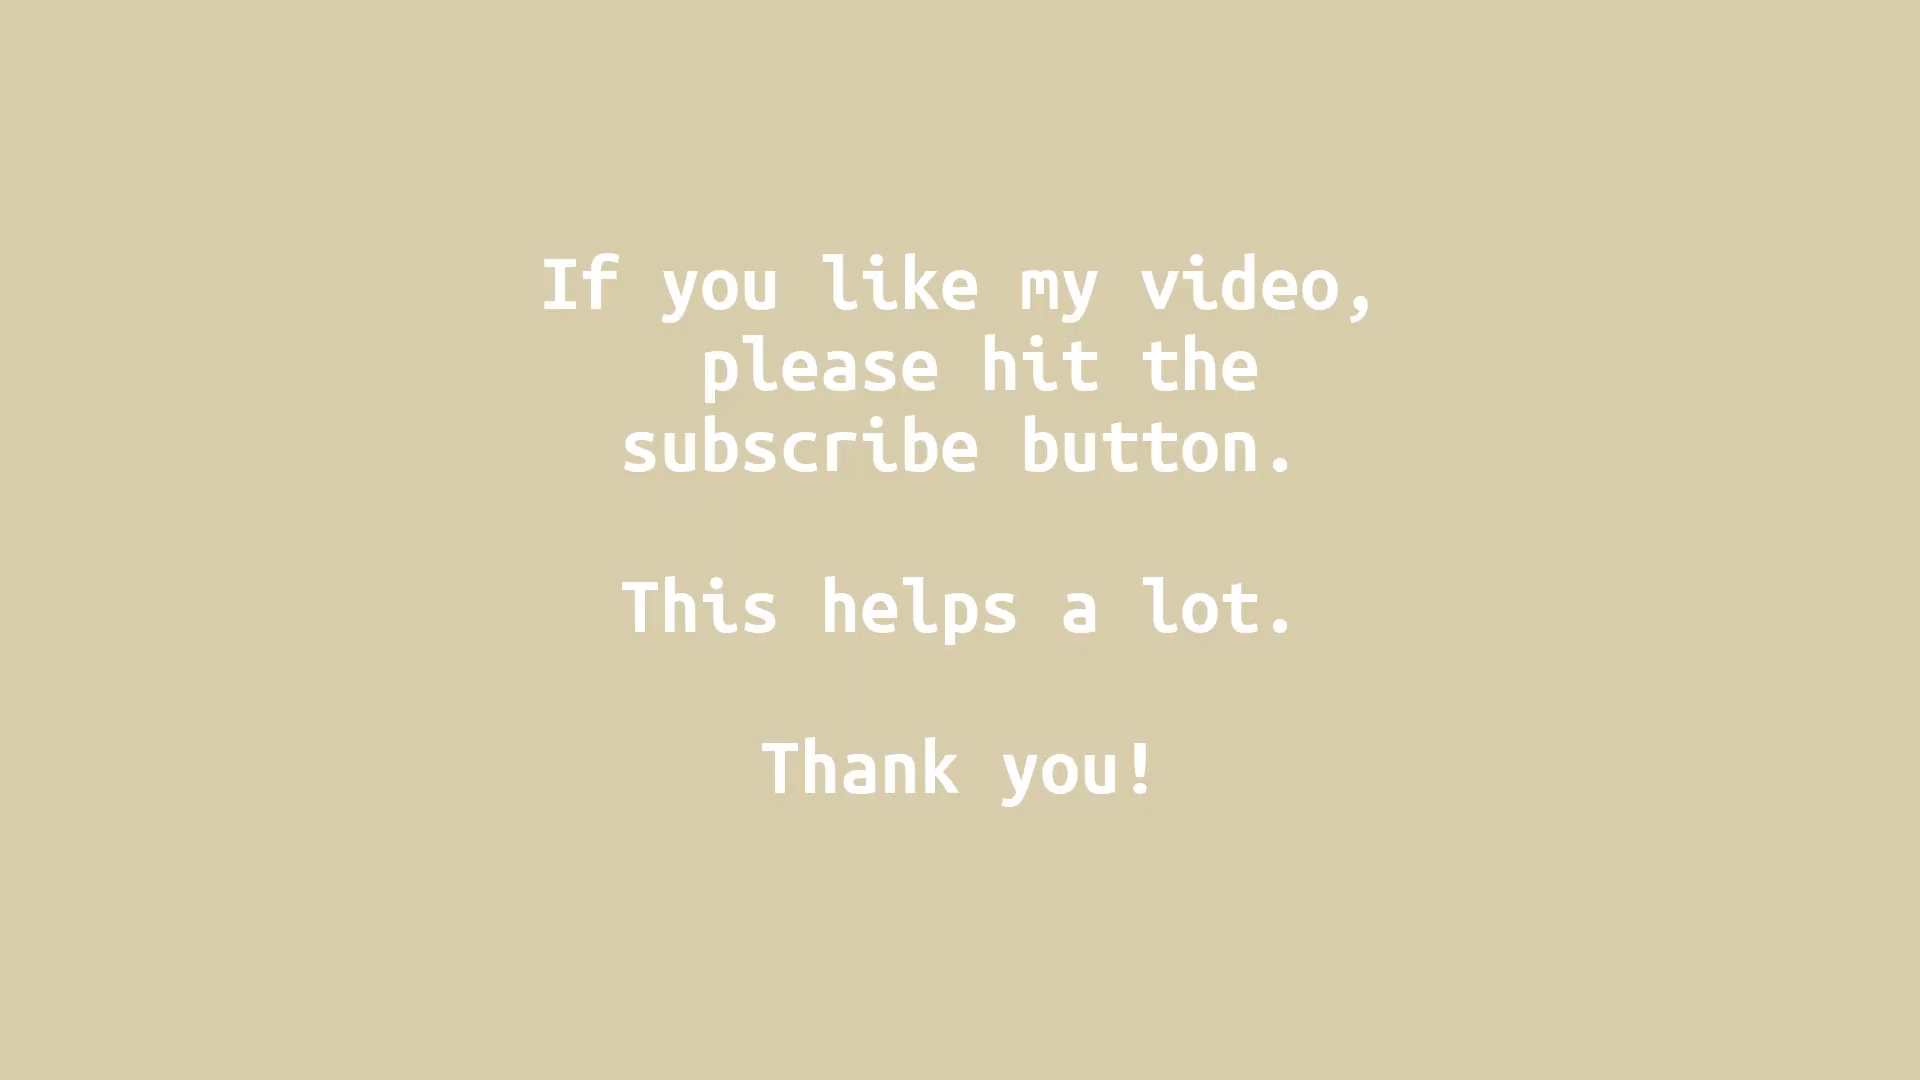 If you like my video,
please hit the
subscribe button.
This helps a lot.
Thank you!